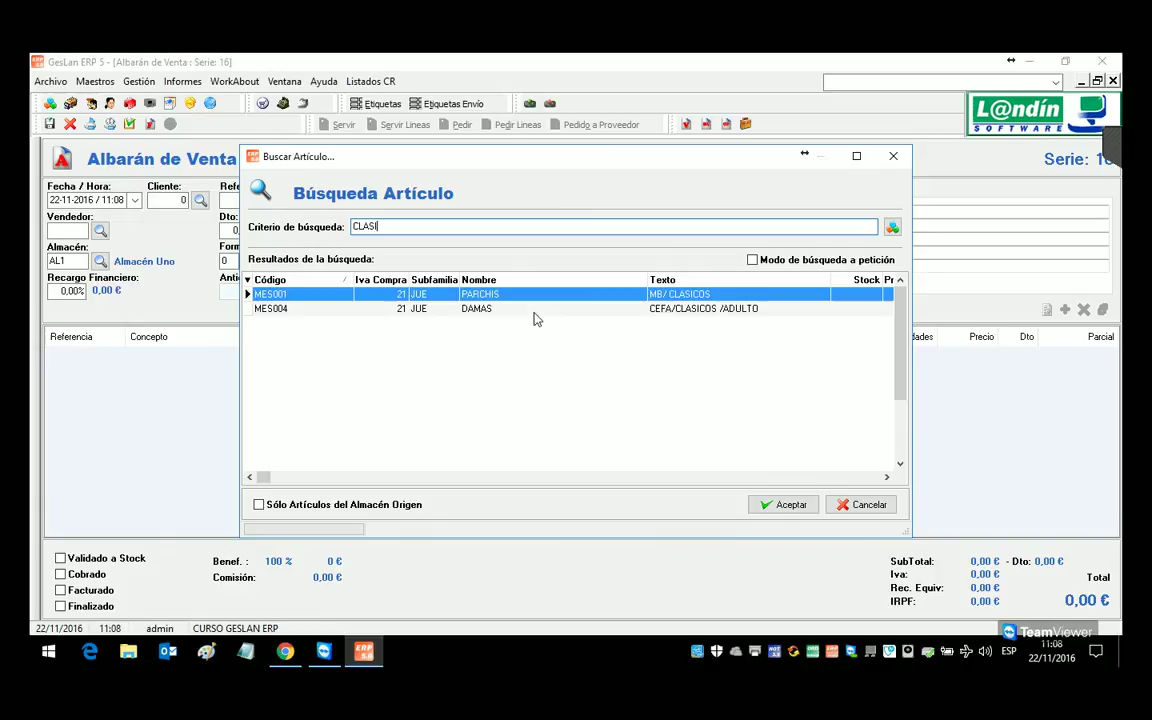 GesLan ERP 5 - [Albarán de Venta : Serie: 16]
Archivo Maestros Gestión Informes WorkAbout Ventana Ayuda Listados CR
Etiquetas Etiquetas Envío
Servir Servir Lineas Pedir Pedir Lineas Pedido a Proveedor
L@ndín
SOFTWARE
Albarán de Venta
Serie: 16
Fecha / Hora: Cliente:
22-11-2016 / 11:08 0
Vendedor: Dto:
Almacén:
AL1 Almacén Uno 0
Recargo Financiero:
0,00% 0,00 €
Referencia Concepto
Precio Dto Parcial
Buscar Artículo...
Búsqueda Artículo
Criterio de búsqueda: CLASI
Resultados de la búsqueda: Modo de búsqueda a petición
Código Iva Compra Subfamilia Nombre Texto Stock
MES001 21 JUE PARCHIS MB/ CLASICOS
MES004 21 JUE DAMAS CEFA/CLASICOS /ADULTO
Sólo Artículos del Almacén Origen Aceptar Cancelar
Validado a Stock
Cobrado
Facturado
Finalizado
Benef. : 100 % 0 €
Comisión: 0,00 €
SubTotal: 0,00 € - Dto: 0,00 €
Iva: 0,00 € Total
Rec. Equiv: 0,00 €
IRPF: 0,00 € 0,00 €
22/11/2016 11:08 admin CURSO GESLAN ERP
TeamViewer
ESP 11:08
22/11/2016